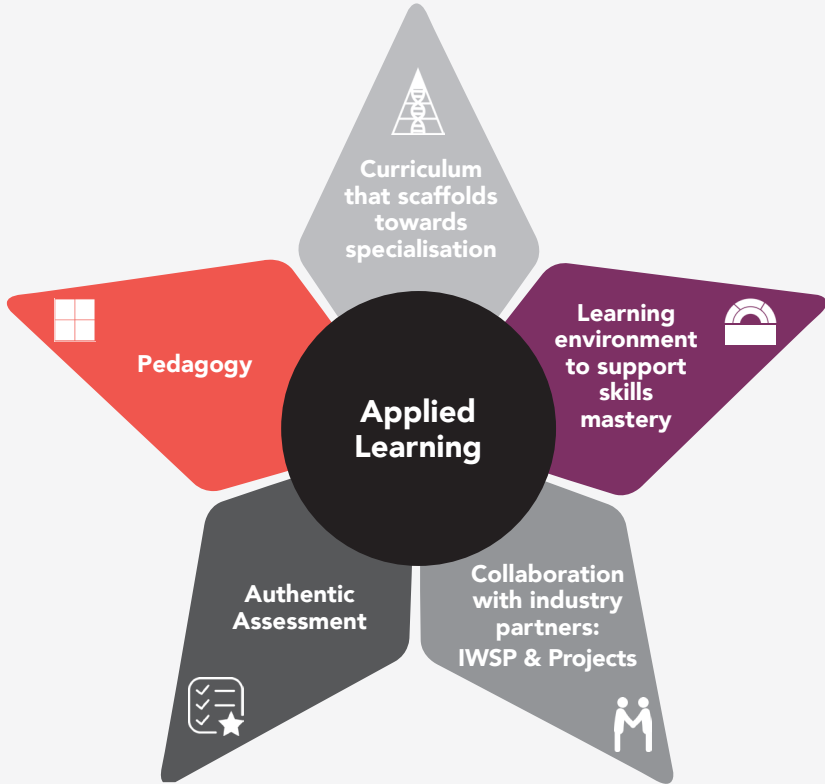 Curriculum
that scaffolds
towards
specialisation
Pedagogy
Learning
environment
to support
skills
mastery
Applied
Learning
Authentic
Assessment
Collaboration
with industry
partners:
IWSP & Projects